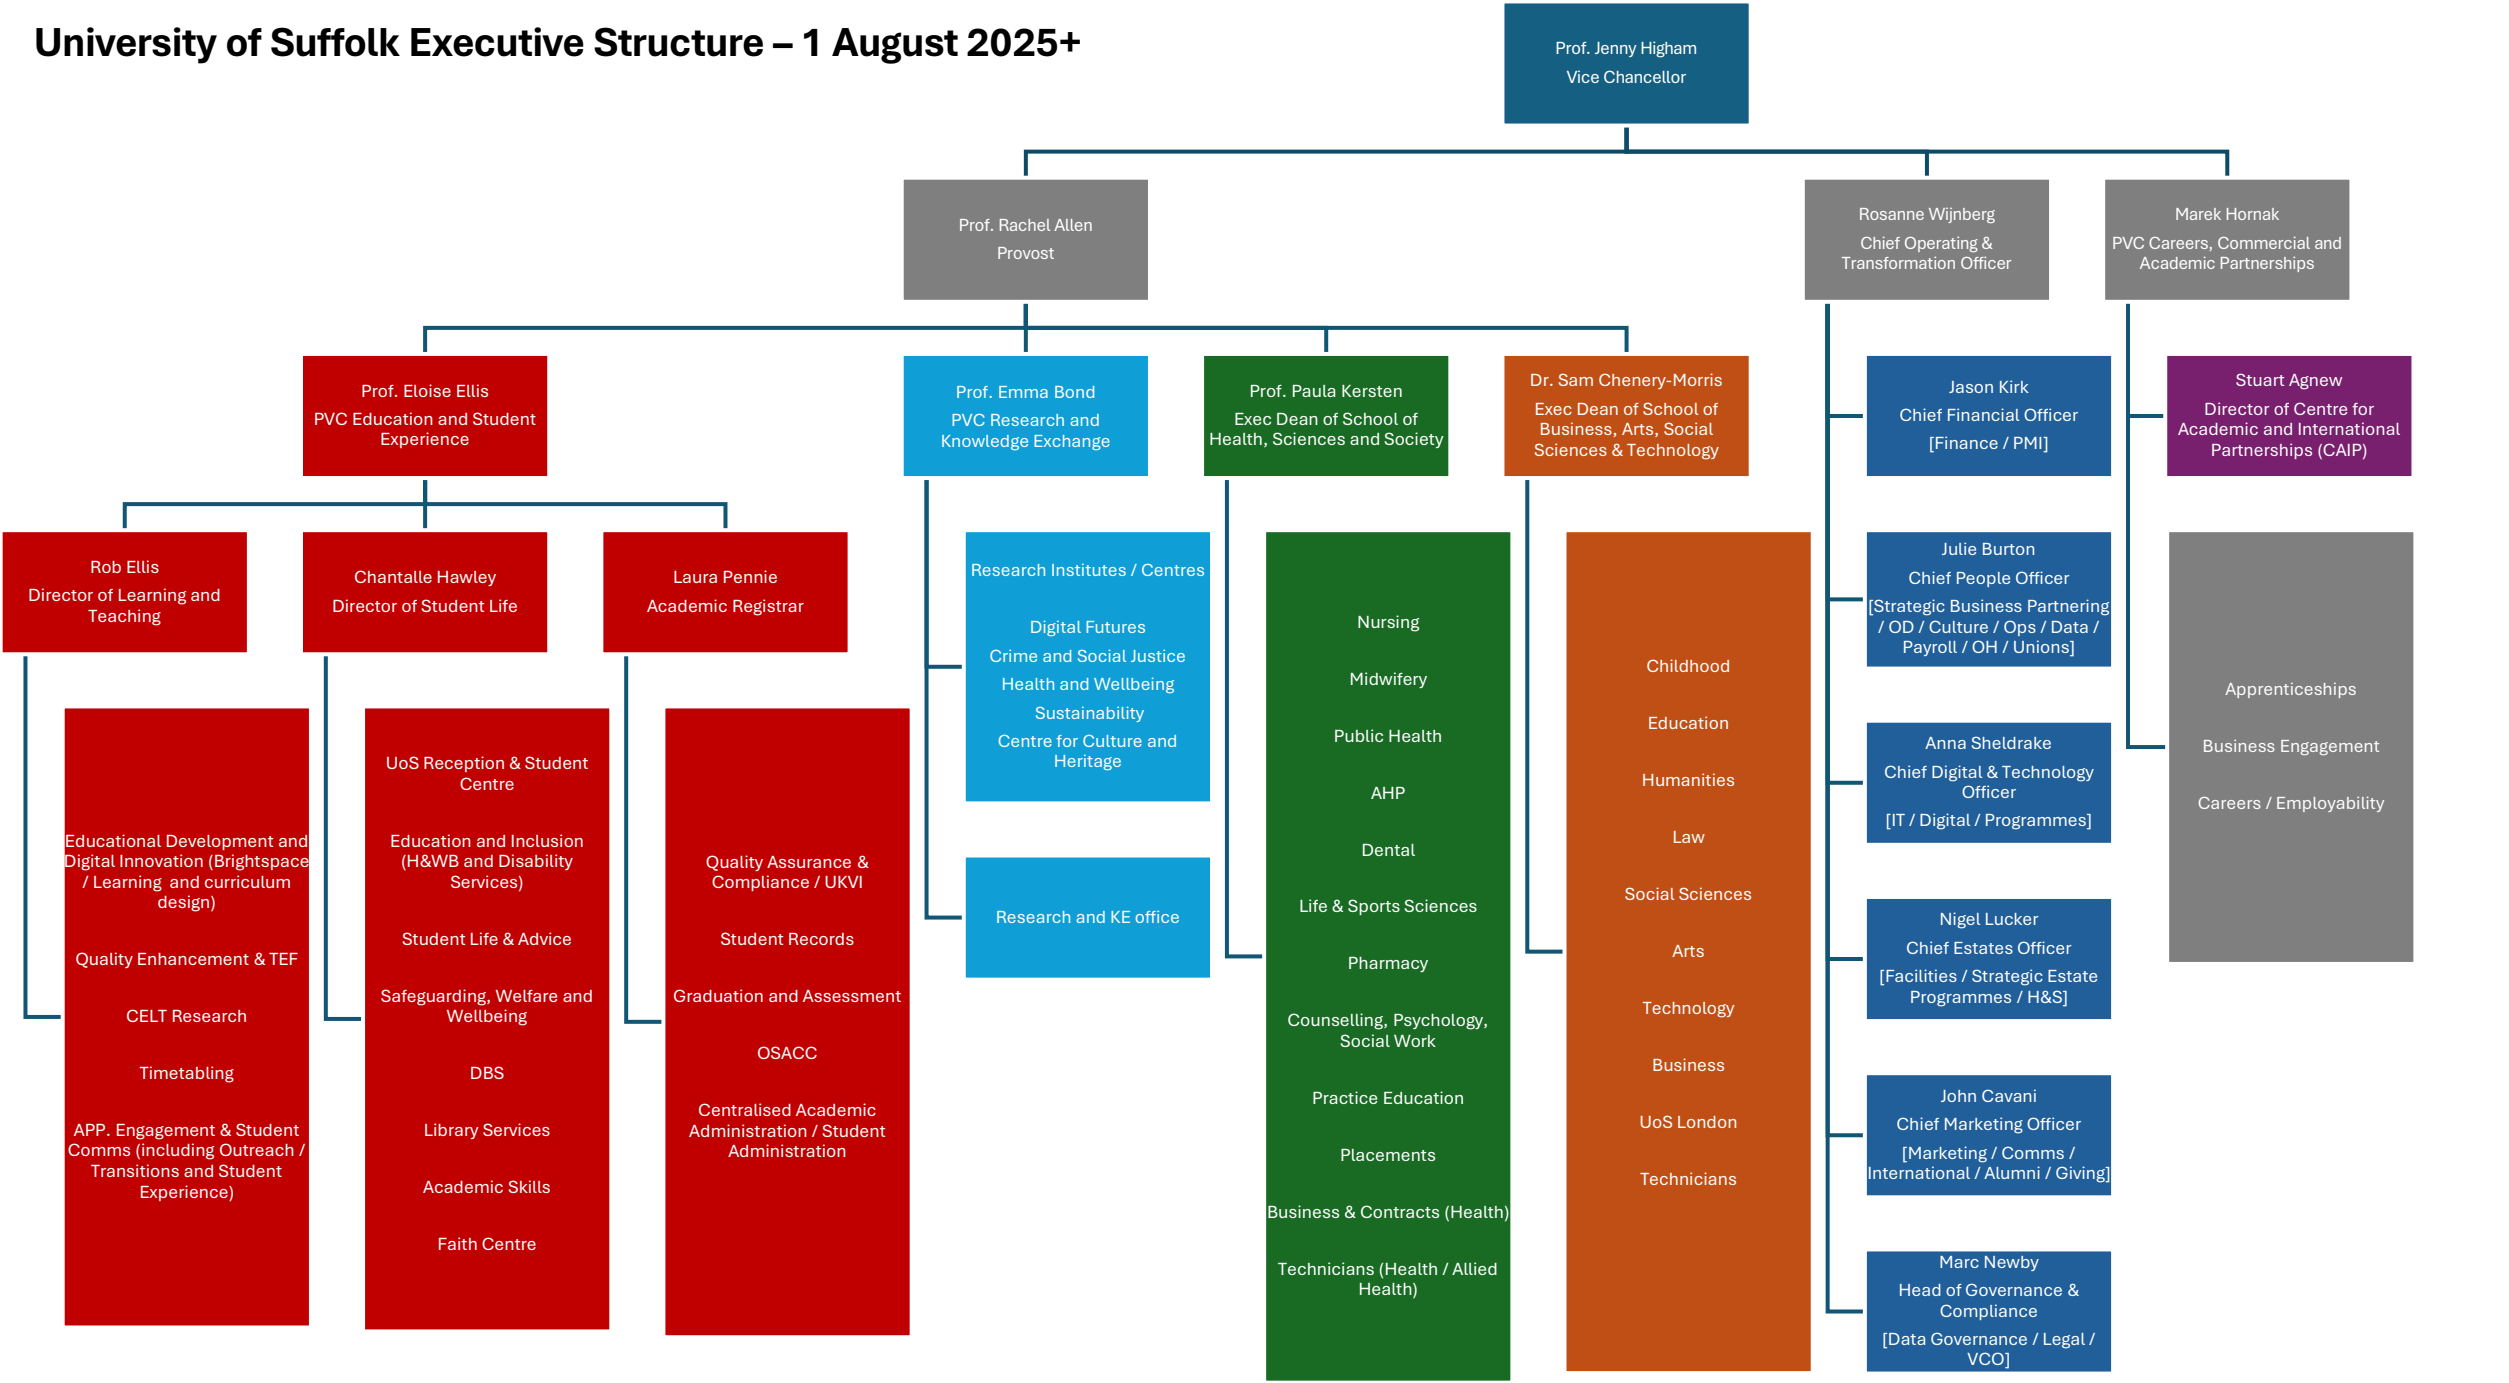 University of Suffolk Executive Structure – 1 August 2025+
Prof. Jenny Higham
Vice Chancellor
Prof. Rachel Allen
Provost
Rosanne Wijnberg
Chief Operating &
Transformation Officer
Marek Hornak
PVC Careers, Commercial and
Academic Partnerships
Prof. Eloise Ellis
PVC Education and Student
Experience
Prof. Emma Bond
PVC Research and
Knowledge Exchange
Prof. Paula Kersten
Exec Dean of School of
Health, Sciences and Society
Dr. Sam Chenery-Morris
Exec Dean of School of
Business, Arts, Social
Sciences & Technology
Jason Kirk
Chief Financial Officer
[Finance / PMI]
Stuart Agnew
Director of Centre for
Academic and International
Partnerships (CAIP)
Rob Ellis
Director of Learning and
Teaching
Chantalle Hawley
Director of Student Life
Laura Pennie
Academic Registrar
Educational Development and
Digital Innovation (Brightspace
/ Learning  and curriculum
design)
Quality Enhancement & TEF
CELT Research
Timetabling
APP. Engagement & Student
Comms (including Outreach /
Transitions and Student
Experience)
UoS Reception & Student
Centre
Education and Inclusion
(H&WB and Disability
Services)
Student Life & Advice
Safeguarding, Welfare and
Wellbeing
DBS
Library Services
Academic Skills
Faith Centre
Quality Assurance &
Compliance / UKVI
Student Records
Graduation and Assessment
OSACC
Centralised Academic
Administration / Student
Administration
Research Institutes / Centres
Digital Futures
Crime and Social Justice
Health and Wellbeing
Sustainability
Centre for Culture and
Heritage
Research and KE office
Nursing
Midwifery
Public Health
AHP
Dental
Life & Sports Sciences
Pharmacy
Counselling, Psychology,
Social Work
Practice Education
Placements
Business & Contracts (Health)
Technicians (Health / Allied
Health)
Childhood
Education
Humanities
Law
Social Sciences
Arts
Technology
Business
UoS London
Technicians
Julie Burton
Chief People Officer
[Strategic Business Partnering
/ OD / Culture / Ops / Data /
Payroll / OH / Unions]
Anna Sheldrake
Chief Digital & Technology
Officer
[IT / Digital / Programmes]
Nigel Lucker
Chief Estates Officer
[Facilities / Strategic Estate
Programmes / H&S]
John Cavani
Chief Marketing Officer
[Marketing / Comms /
International / Alumni / Giving]
Marc Newby
Head of Governance &
Compliance
[Data Governance / Legal /
VCO]
Apprenticeships
Business Engagement
Careers / Employability